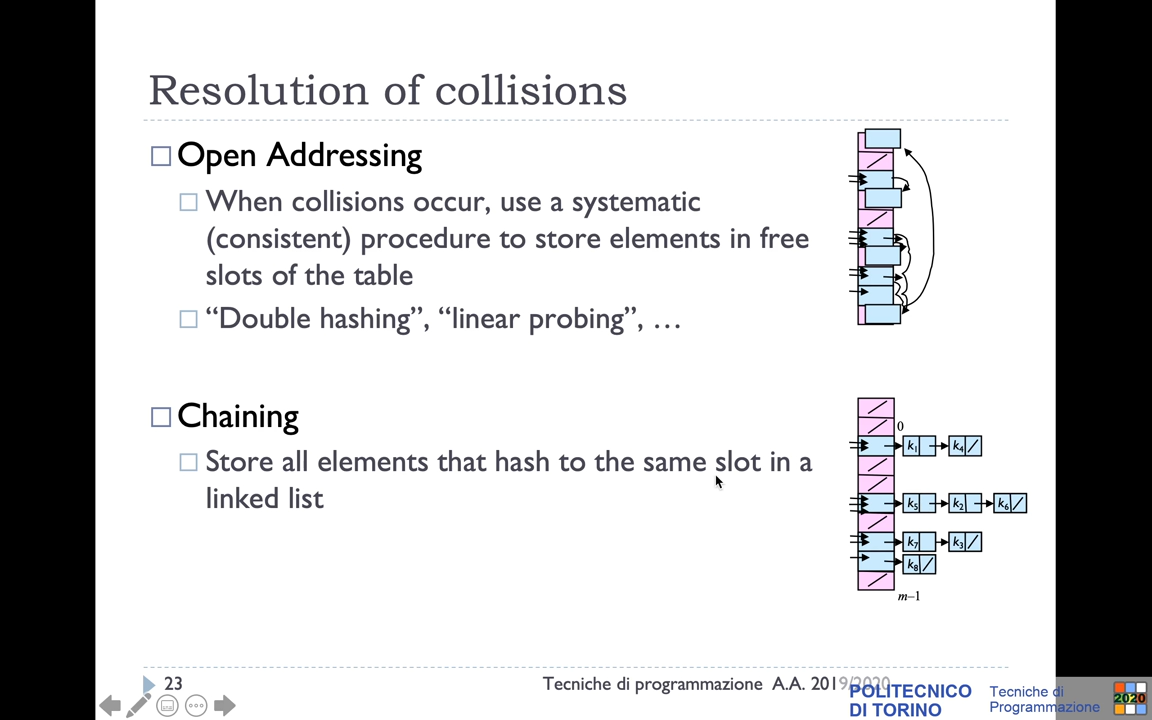 Resolution of collisions
Open Addressing
When collisions occur, use a systematic
(consistent) procedure to store elements in free
slots of the table
“Double hashing”, “linear probing”, …
Chaining
Store all elements that hash to the same slot in a
linked list
0
k1 k4
k5 k2 k6
k7 k3
k8
m–1
23
Tecniche di programmazione A.A. 2019/2020
POLITECNICO
DI TORINO
Tecniche di
Programmazione
2020